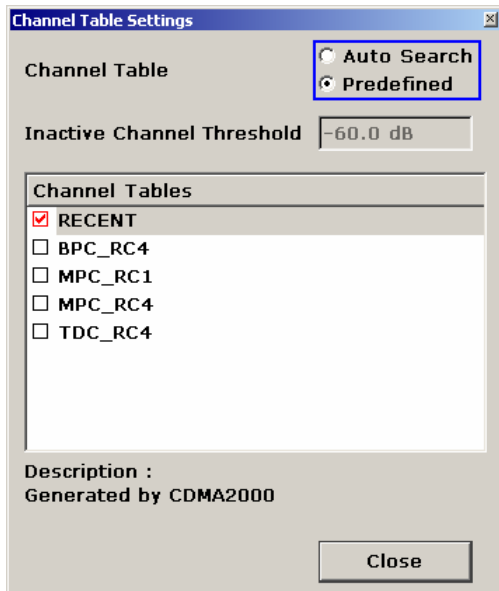 Channel Table Settings
Channel Table
Auto Search
Predefined
Inactive Channel Threshold -60.0 dB
Channel Tables
RECENT
BPC_RC4
MPC_RC1
MPC_RC4
TDC_RC4
Description :
Generated by CDMA2000
Close